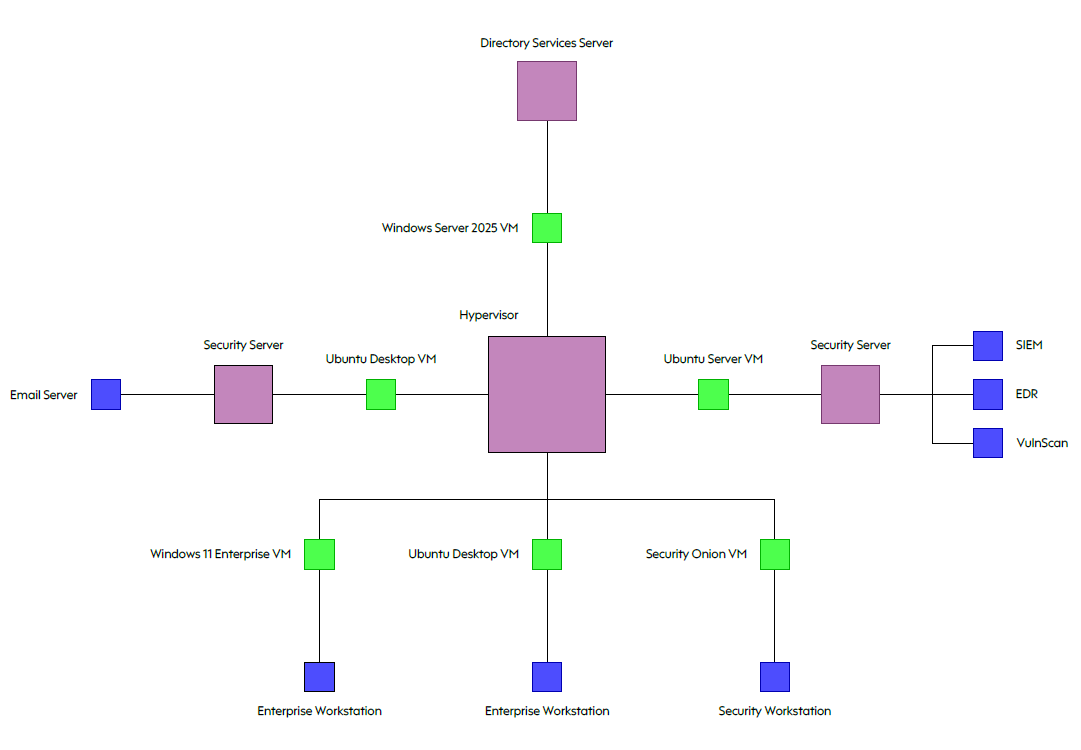 Directory Services Server
Windows Server 2025 VM
Hypervisor
Security Server
Ubuntu Desktop VM
Ubuntu Server VM
Security Server
SIEM
Email Server
EDR
VulnScan
Windows 11 Enterprise VM
Ubuntu Desktop VM
Security Onion VM
Enterprise Workstation
Enterprise Workstation
Security Workstation